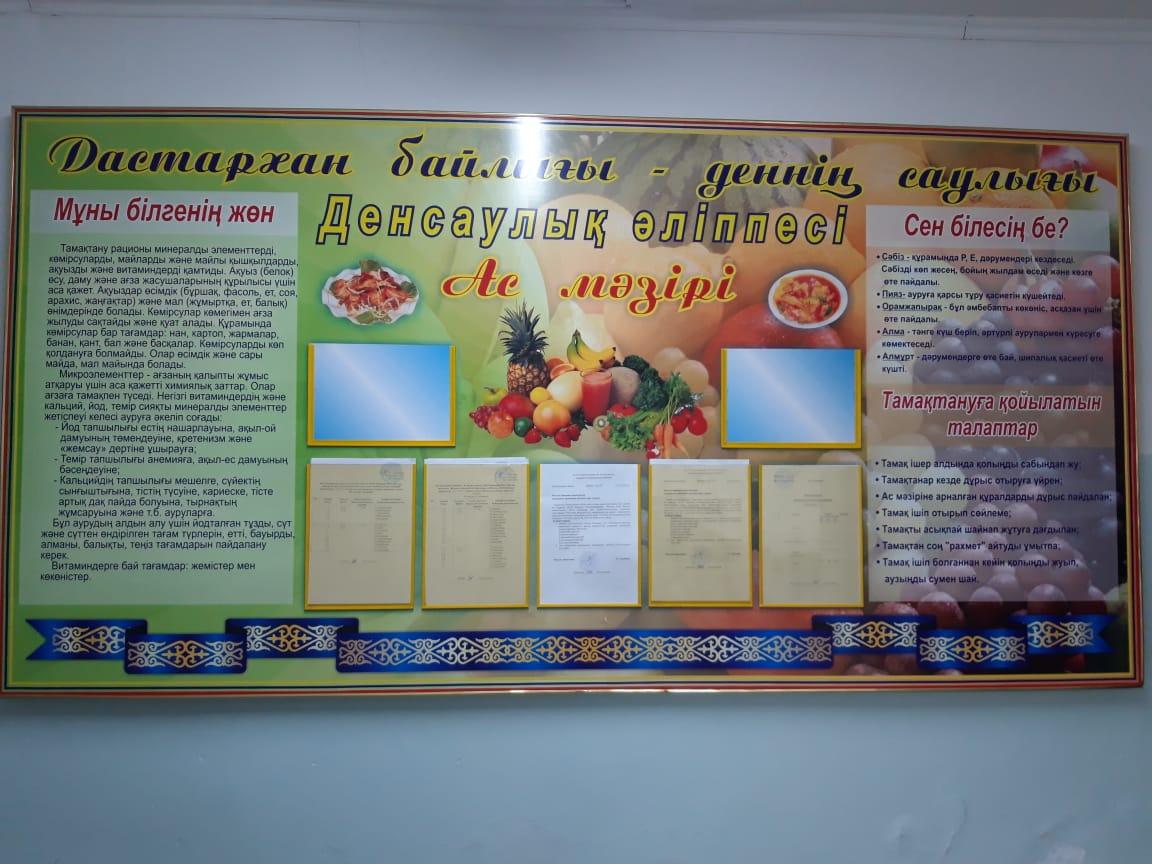 Дастархан байлығы - деннің саулығы
Денсаулық әліппесі
Ас мәзірі
Мұны білгенің жөн
Тамақтану рационы минералды элементтерді,
көмірсуларды, майларды және майлы қышқылдарды,
ақуызды және витаминдерді қамтиды. Ақуыз (белок)
өсу, даму және ағза жасушаларының құрылысы үшін
аса қажет. Ақуыздар өсімдік (бұршақ, фасоль, ет, соя,
арахис, жаңғақтар) және мал (жұмыртқа, ет, балық)
өнімдерінде болады. Көмірсулар көмегімен ағза
жылуды сақтайды және қуат алады. Құрамында
көмірсулар бар тағамдар: нан, картоп, жармалар,
банан, қант, бал және басқалар. Көмірсуларды көп
қолдануға болмайды. Олар өсімдік және сары
майда, мал майында болады.
Микроэлементтер - ағзаның қалыпты жұмыс
атқаруы үшін аса қажетті химиялық заттар. Олар
ағзаға тамақпен түседі. Негізгі витаминдердің және
кальций, йод, темір сияқты минералды элементтер
жетіспеуі келесі ауруға әкеліп соғады:
- Йод тапшылығы естің нашарлауына, ақыл-ой
дамуының төмендеуіне, кретенизм және
«жемсау» дертіне ұшырауға;
- Темір тапшылығы анемияға, ақыл-ес дамуының
бәсеңдеуіне;
- Кальцийдің тапшылығы мешелге, сүйектің
сынғыштығына, тістің түсуіне, кариеске, тісте
артық дақ пайда болуына, тырнақтың
жұмсаруына және т.б. ауруларға.
Бұл аурудың алдын алу үшін йодталған тұзды, сүт
және сүттен өндірілген тағам түрлерін, етті, бауырды,
алманы, балықты, теңіз тағамдарын пайдалану
керек.
Витаминдерге бай тағамдар: жемістер мен
көкөністер.
Сен білесің бе?
• Сәбіз - құрамында Р, Е, дәрумендері кездеседі.
Сәбізді көп жесең, бойың жылдам өседі және көзге
өте пайдалы.
• Пияз- ауруға қарсы тұру қасиетін күшейтеді.
• Орамжапырақ - бұл әмбебапты көкөніс, асқазан үшін
өте пайдалы.
• Алма - тәнге күш беріп, әртүрлі аурулармен күресуге
көмектеседі.
• Алмұрт - дәрумендерге өте бай, шипалық қасиеті өте
күшті.
Тамақтануға қойылатын
талаптар
• Тамақ ішер алдында қолыңды сабындап жу;
• Тамақтанар кезде дұрыс отыруға үйрен;
• Ас мәзіріне арналған құралдарды дұрыс пайдалан;
• Тамақ ішіп отырып сөйлеме;
• Тамақты асықпай шайнап жұтуға дағдылан;
• Тамақтан соң "рахмет" айтуды ұмытпа;
• Тамақ ішіп болғаннан кейін қолыңды жуып,
аузыңды сумен шай.